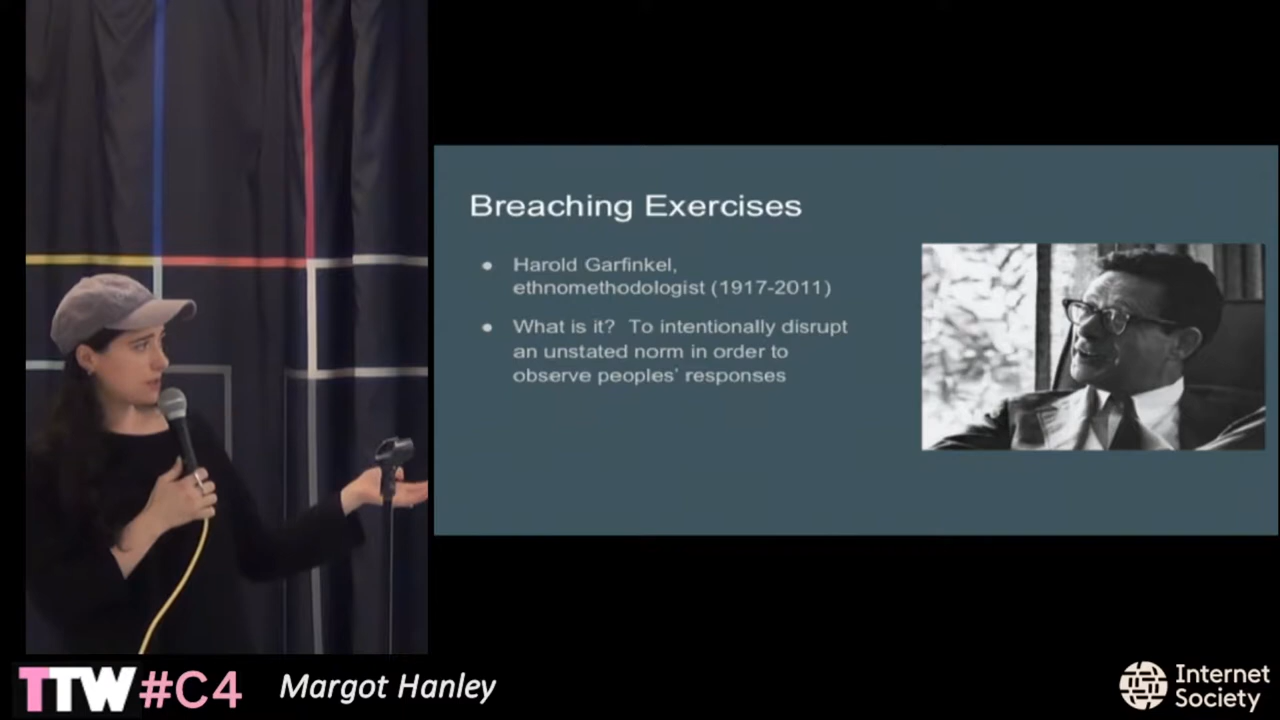 Breaching Exercises
● Harold Garfinkel,
ethnomethodologist (1917-2011)
● What is it? To intentionally disrupt
an unstated norm in order to
observe peoples' responses
TTW#C4
Margot Hanley
Internet
Society